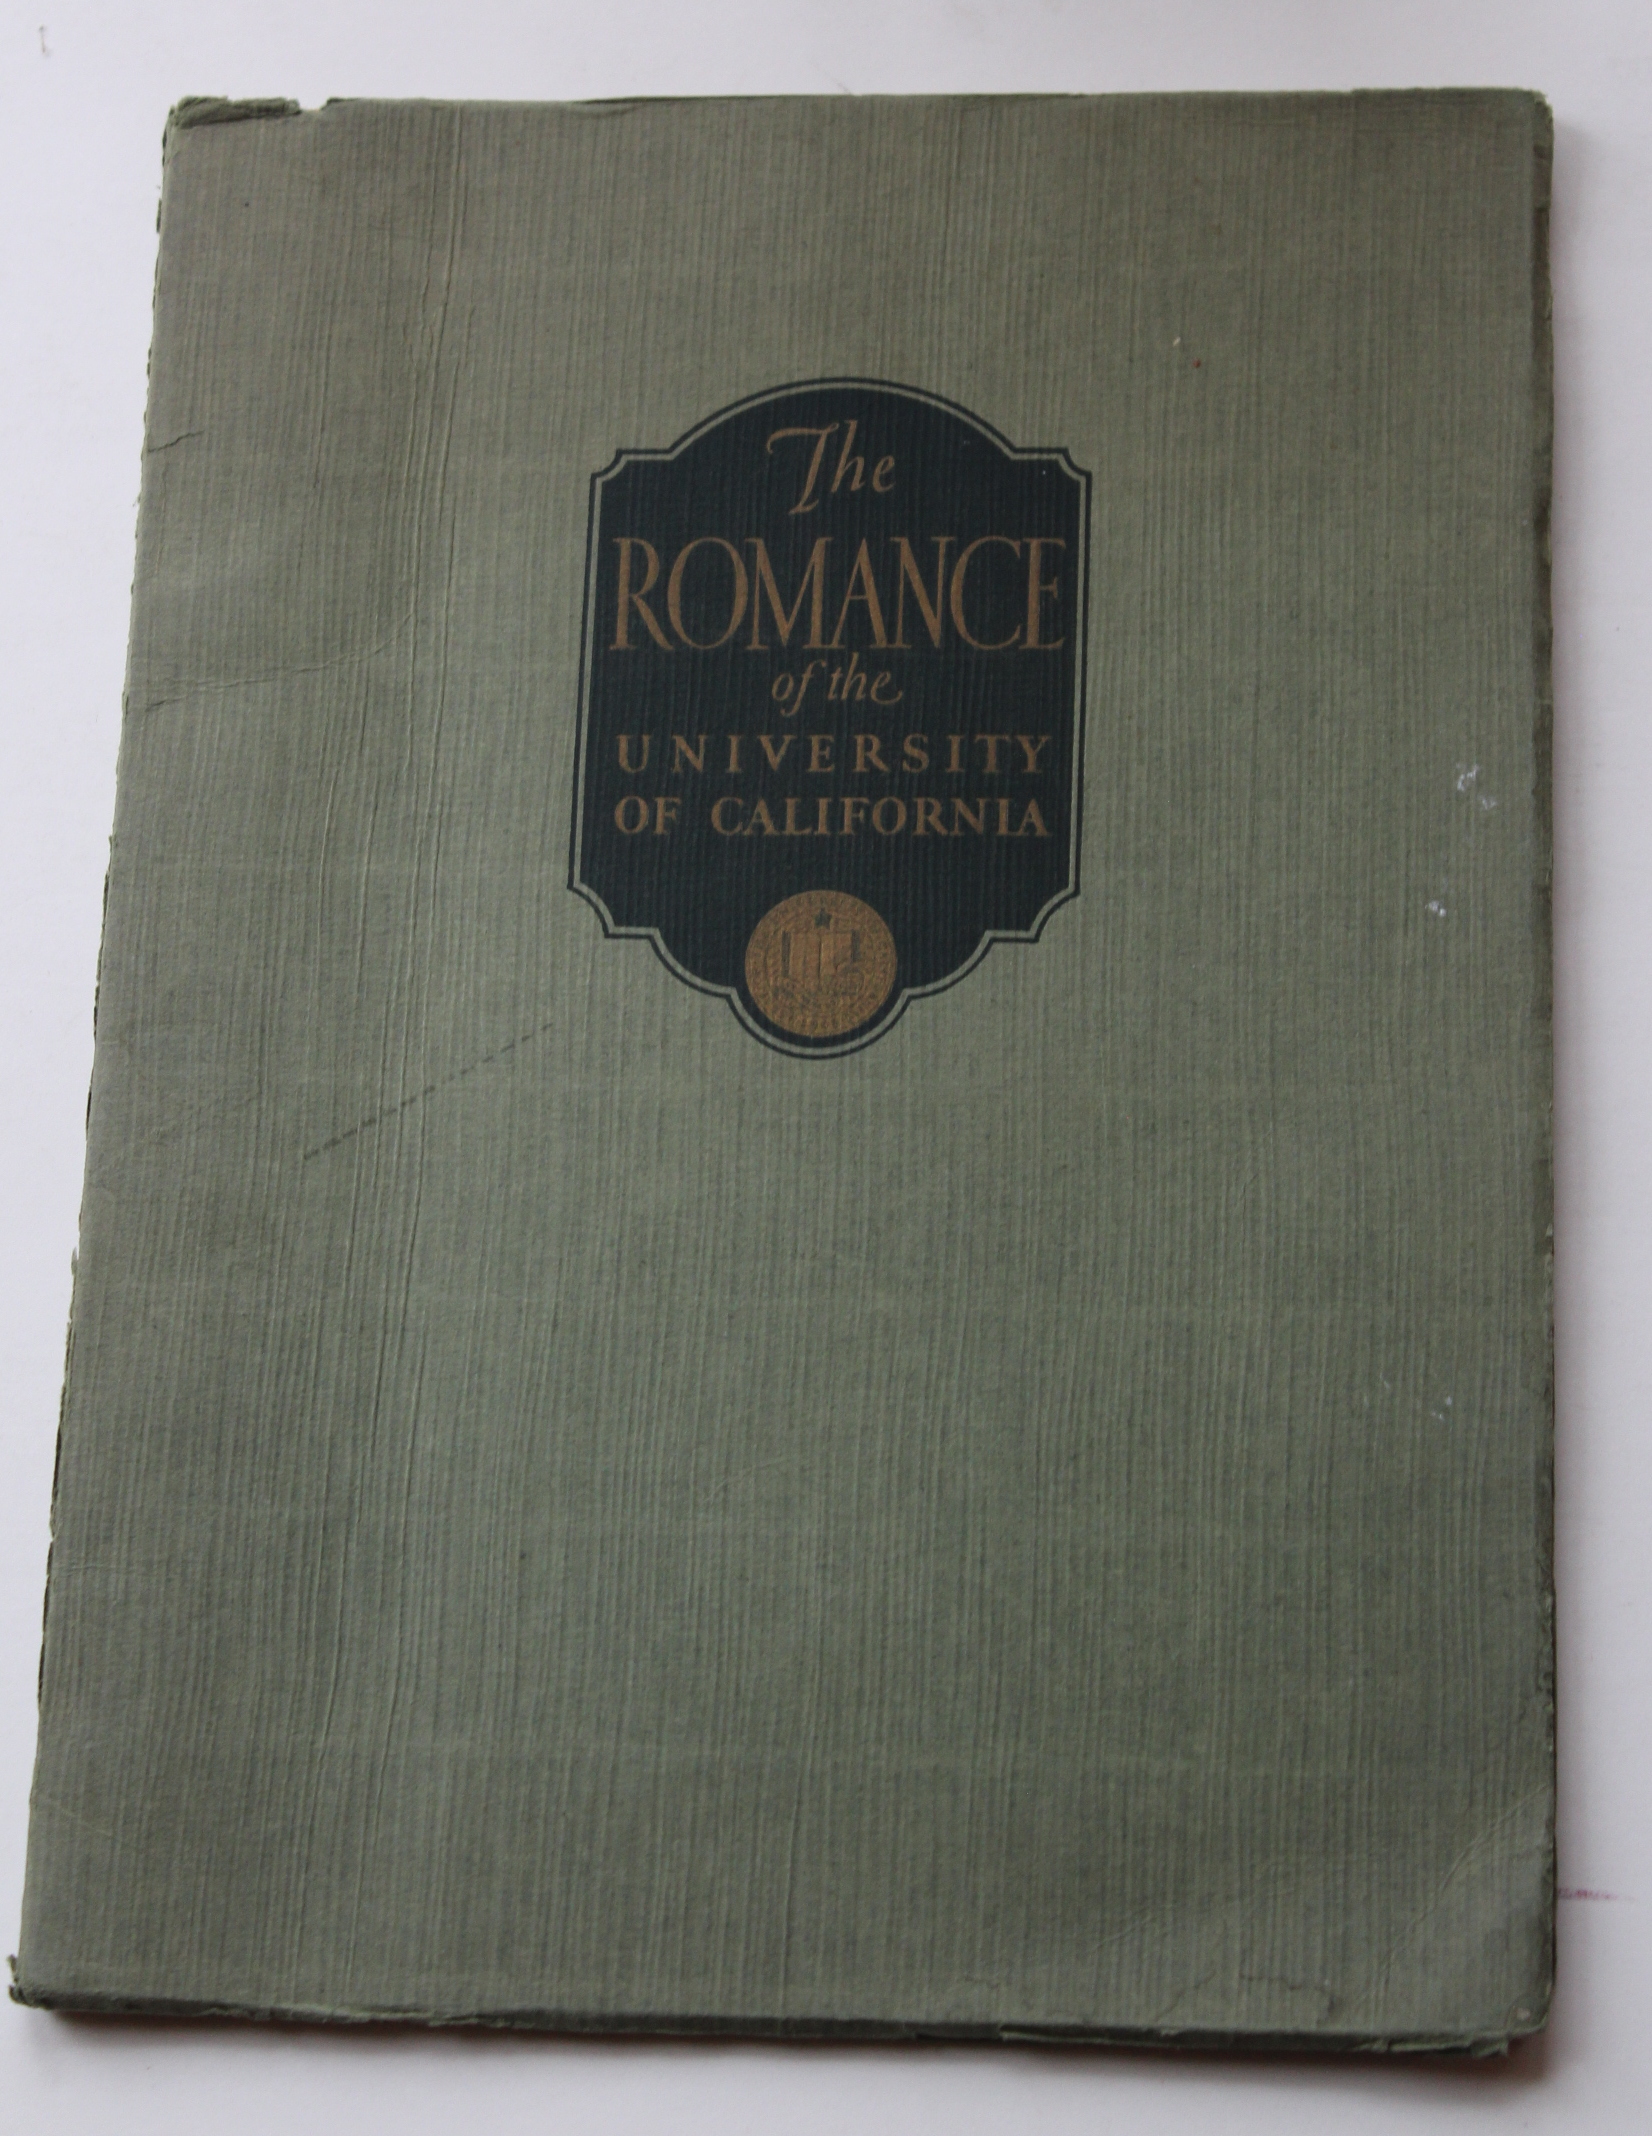 The
ROMANCE
of the
UNIVERSITY
OF CALIFORNIA